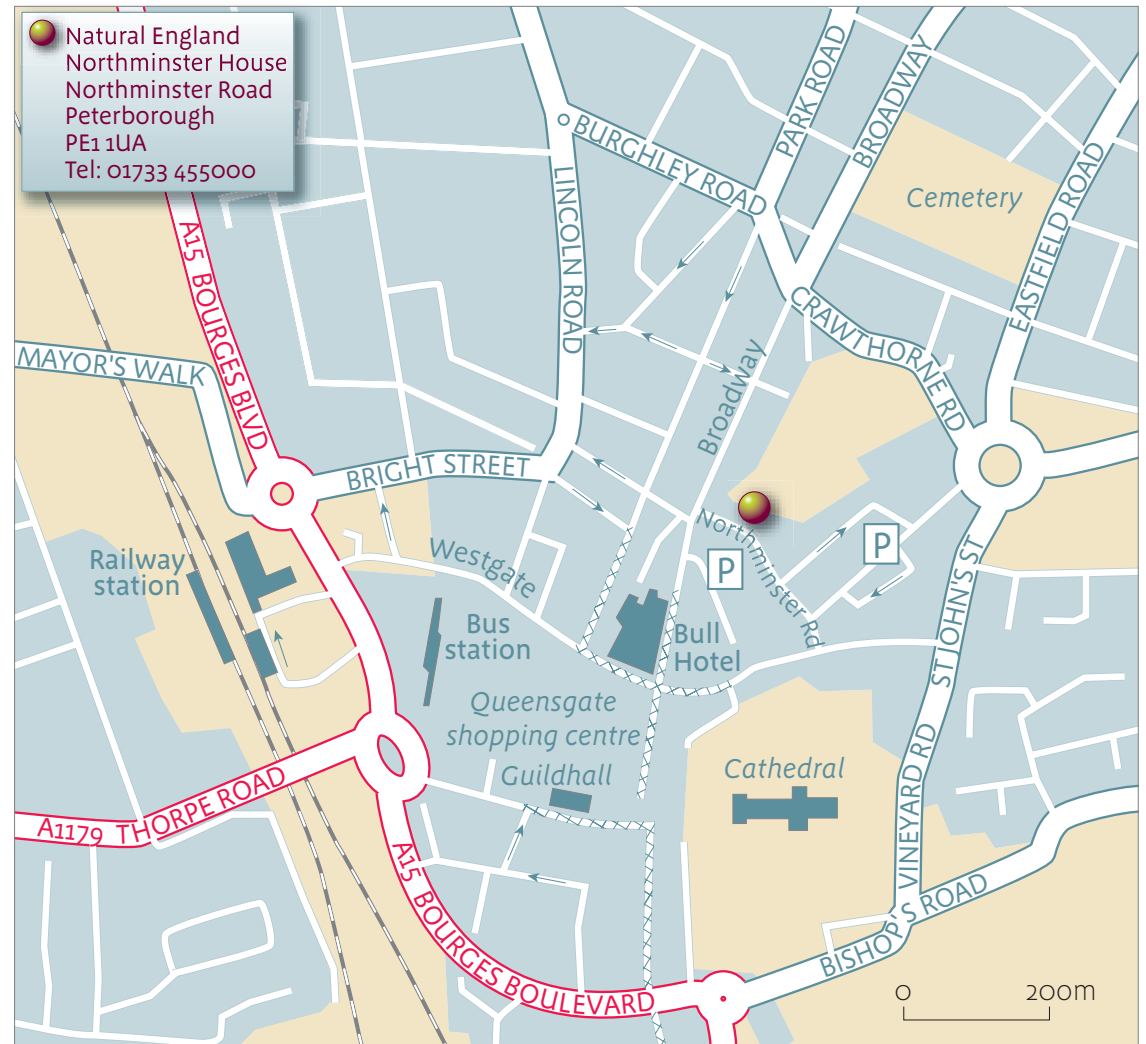 Natural England
Northminster House
Northminster Road
Peterborough
PE1 1UA
Tel: 01733 455000
PARK ROAD
BROADWAY
BURGHLEY ROAD
Cemetery
LINCOLN ROAD
EASTFIELD ROAD
A15 BOURGES BLVD
CRAWTHORNE RD
MAYOR'S WALK
Broadway
BRIGHT STREET
Northminster Rd
Westgate
P
P
Railway
station
ST JOHN'S ST
Bus
station
Bull
Hotel
Queensgate
shopping centre
Guildhall
Cathedral
A1179 THORPE ROAD
VINEYARD RD
A15 BOURGES BOULEVARD
BISHOP'S ROAD
0 200m